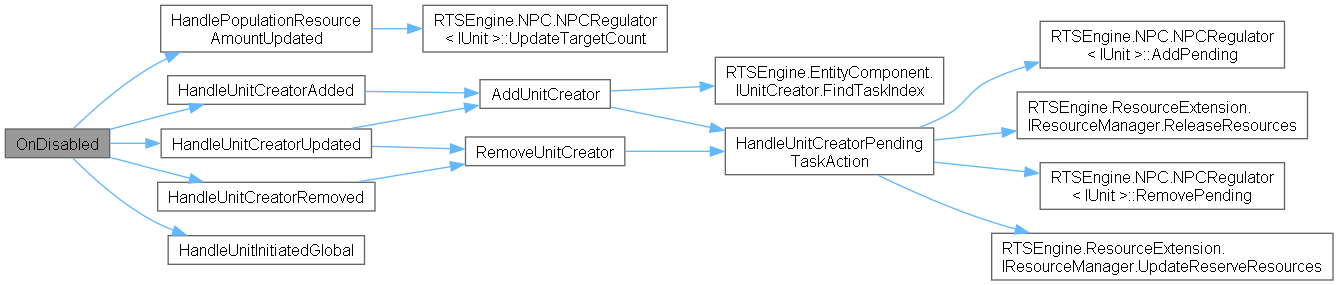 OnDisabled
HandlePopulationResource
AmountUpdated
HandleUnitCreatorAdded
HandleUnitCreatorUpdated
HandleUnitCreatorRemoved
HandleUnitInitiatedGlobal
RTSEngine.NPC.NPCRegulator
< IUnit >::UpdateTargetCount
AddUnitCreator
RemoveUnitCreator
RTSEngine.EntityComponent.
IUnitCreator.FindTaskIndex
HandleUnitCreatorPending
TaskAction
RTSEngine.NPC.NPCRegulator
< IUnit >::AddPending
RTSEngine.ResourceExtension.
IResourceManager.ReleaseResources
RTSEngine.NPC.NPCRegulator
< IUnit >::RemovePending
RTSEngine.ResourceExtension.
IResourceManager.UpdateReserveResources